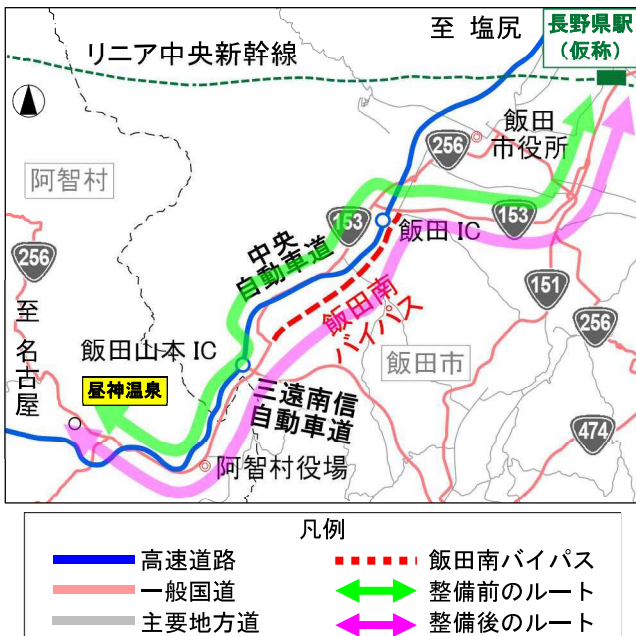 至 塩尻
長野県駅
（仮称）
リニア中央新幹線
飯田
市役所
256
阿智村
153
153
飯田 IC
256
中央
自動車道
151
飯田南
バイパス
256
至 名古屋
飯田山本 IC
飯田市
昼神温泉
三遠南信
自動車道
474
阿智村役場
凡例
高速道路
飯田南バイパス
一般国道
整備前のルート
主要地方道
整備後のルート